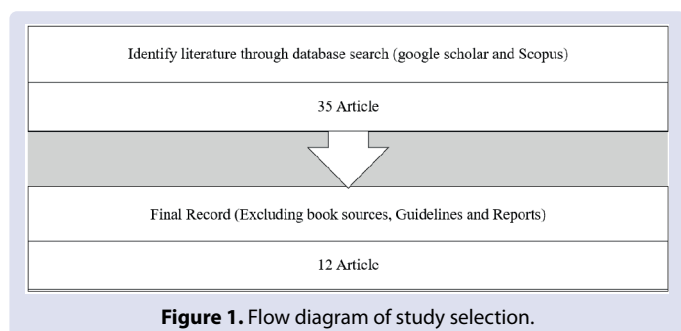 Identify literature through database search (google scholar and Scopus)
35 Article
Final Record (Excluding book sources, Guidelines and Reports)
12 Article
Figure 1. Flow diagram of study selection.